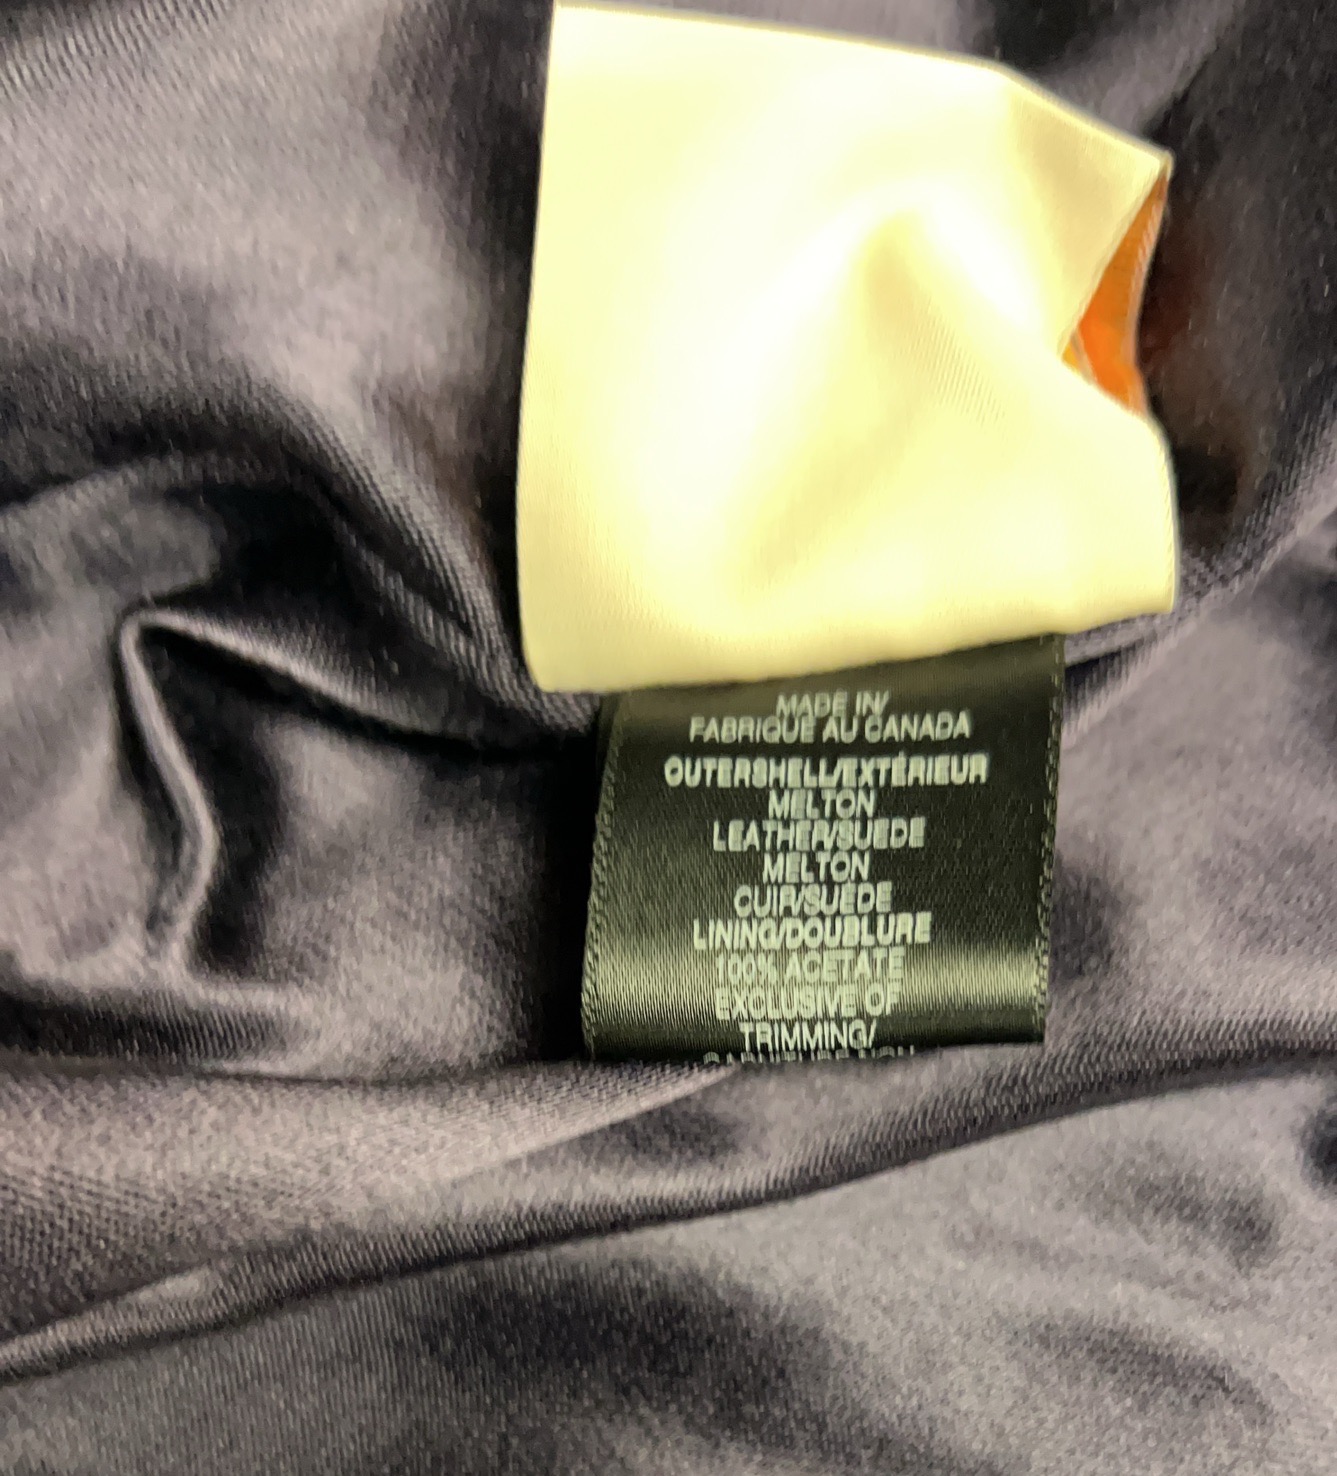 MADE IN/
FABRIQUE AU CANADA
OUTERSHELL/EXTÉRIEUR
MELTON
LEATHER/SUEDE
MELTON
CUIR/SUÈDE
LINING/DOUBLURE
100% ACETATE
EXCLUSIVE OF
TRIMMING/